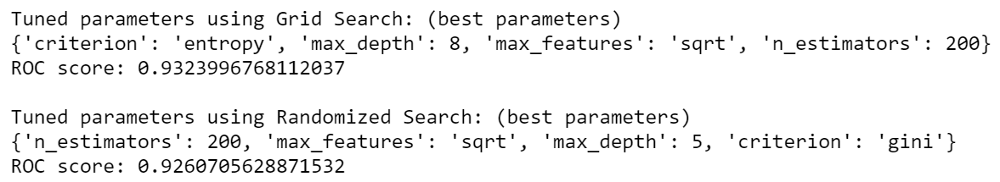 Tuned parameters using Grid Search: (best parameters)
{'criterion': 'entropy', 'max_depth': 8, 'max_features': 'sqrt', 'n_estimators': 200}
ROC score: 0.9323996768112037
Tuned parameters using Randomized Search: (best parameters)
{'n_estimators': 200, 'max_features': 'sqrt', 'max_depth': 5, 'criterion': 'gini'}
ROC score: 0.9260705628871532